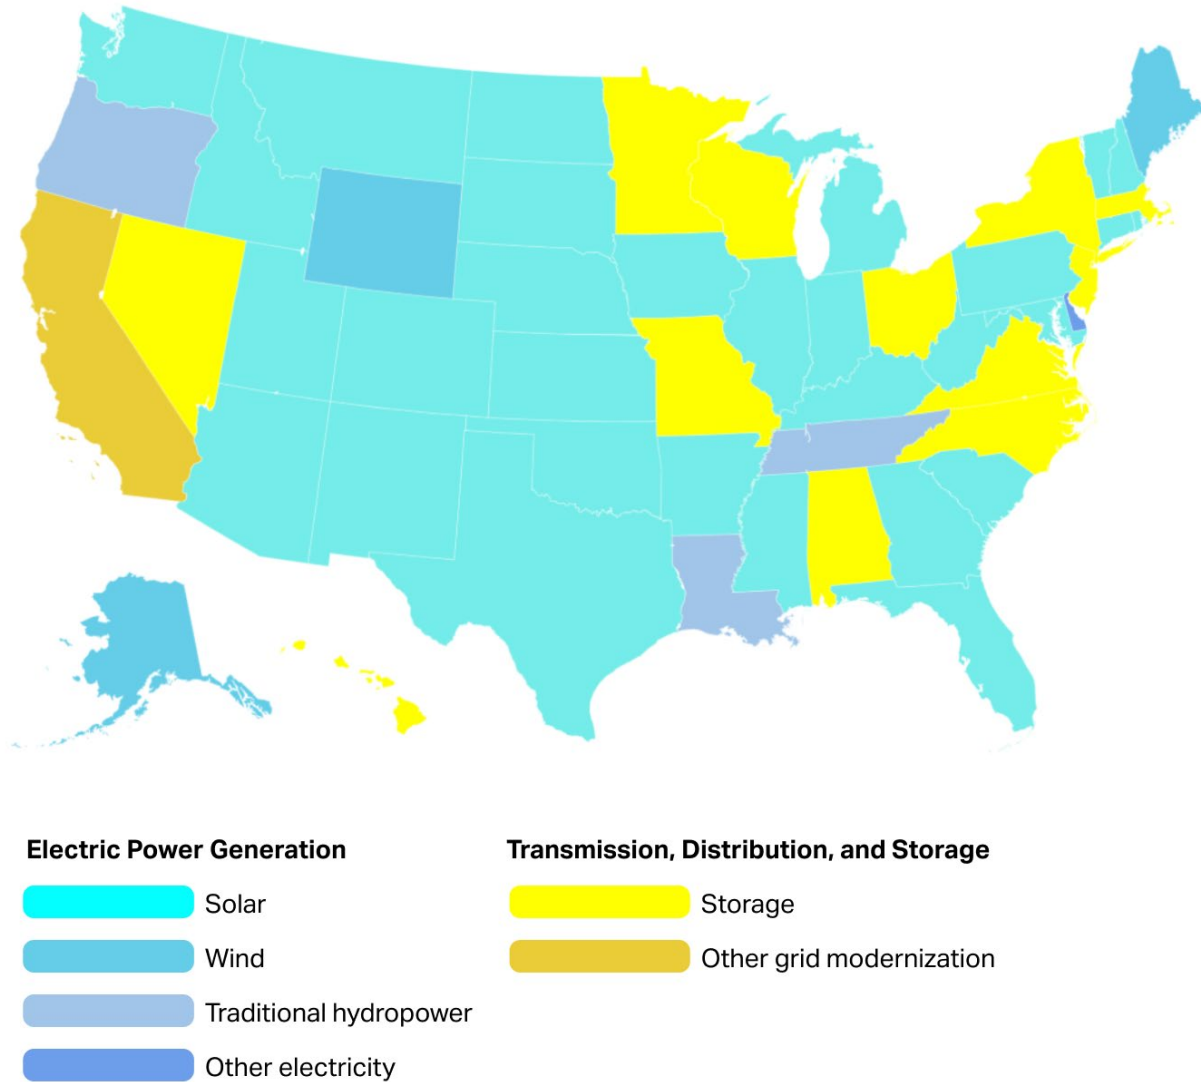 Electric Power Generation
Solar
Wind
Traditional hydropower
Other electricity
Transmission, Distribution, and Storage
Storage
Other grid modernization